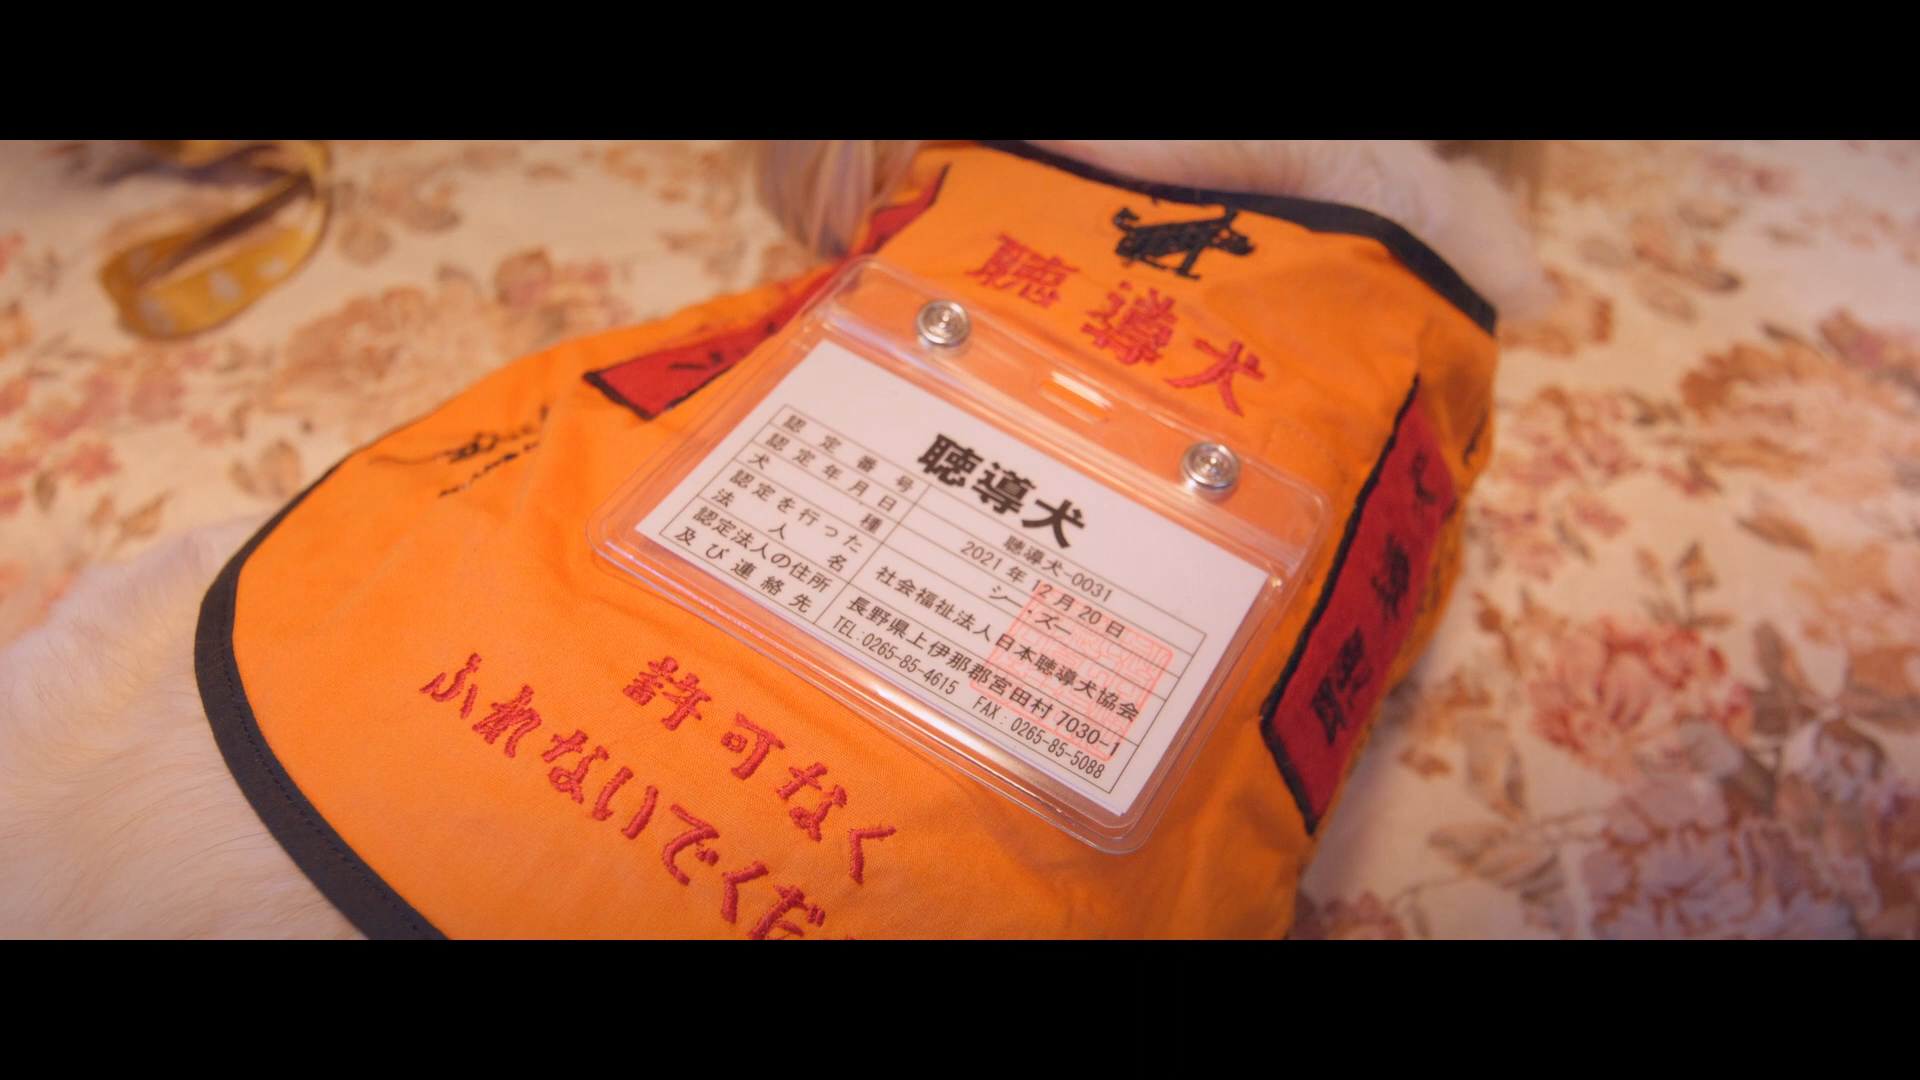 聴導犬
聴導犬
認定番号 聴導犬-0031
認定年月日 2021年12月20日
犬種 シーズー
認定を行った
法人名 社会福祉法人日本聴導犬協会
認定法人の住所 長野県上伊那郡宮田村7030-1
及び連絡先 TEL:0265-85-4615 FAX:0265-85-5088
許可なく
ふれないでくだ